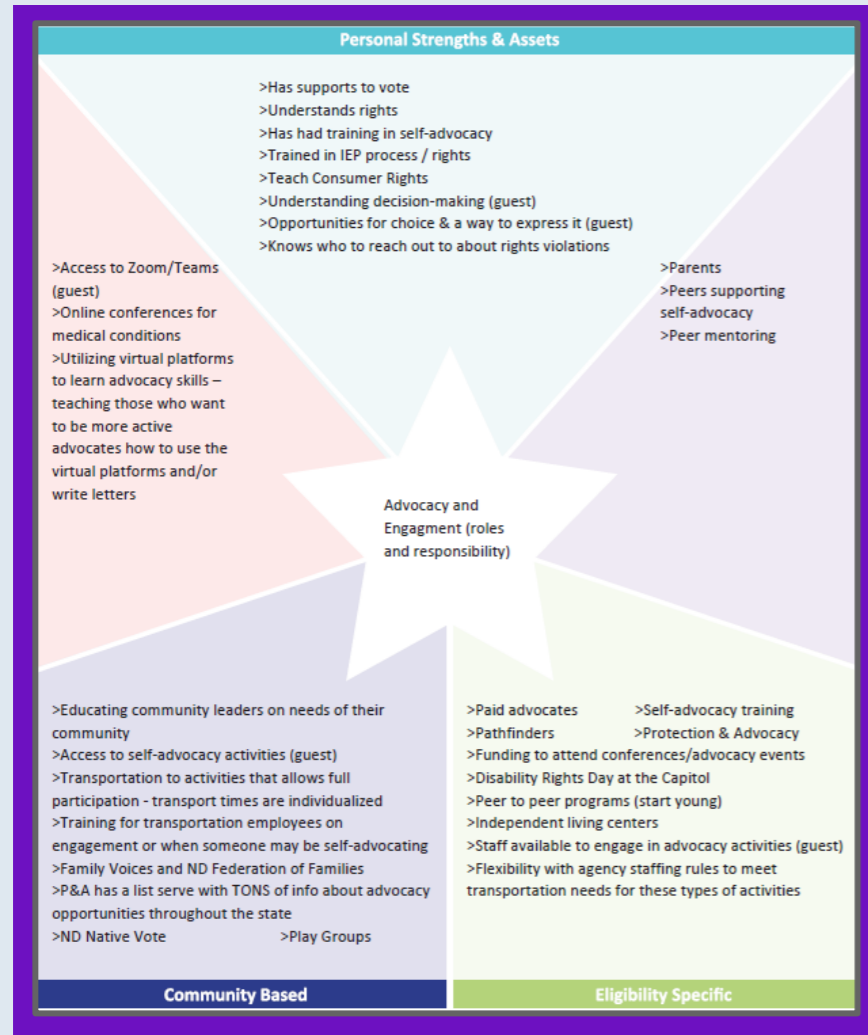 Personal Strengths & Assets
>Has supports to vote
>Understands rights
>Has had training in self-advocacy
>Trained in IEP process / rights
>Teach Consumer Rights
>Understanding decision-making (guest)
>Opportunities for choice & a way to express it (guest)
>Knows who to reach out to about rights violations
>Access to Zoom/Teams
(guest)
>Online conferences for
medical conditions
>Utilizing virtual platforms
to learn advocacy skills –
teaching those who want
to be more active
advocates how to use the
virtual platforms and/or
write letters
>Parents
>Peers supporting
self-advocacy
>Peer mentoring
Advocacy and
Engagment (roles
and responsibility)
>Educating community leaders on needs of their
community
>Access to self-advocacy activities (guest)
>Transportation to activities that allows full
participation - transport times are individualized
>Training for transportation employees on
engagement or when someone may be self-advocating
>Family Voices and ND Federation of Families
>P&A has a list serve with TONS of info about advocacy
opportunities throughout the state
>ND Native Vote >Play Groups
>Paid advocates >Self-advocacy training
>Pathfinders >Protection & Advocacy
>Funding to attend conferences/advocacy events
>Disability Rights Day at the Capitol
>Peer to peer programs (start young)
>Independent living centers
>Staff available to engage in advocacy activities (guest)
>Flexibility with agency staffing rules to meet
transportation needs for these types of activities
Community Based
Eligibility Specific